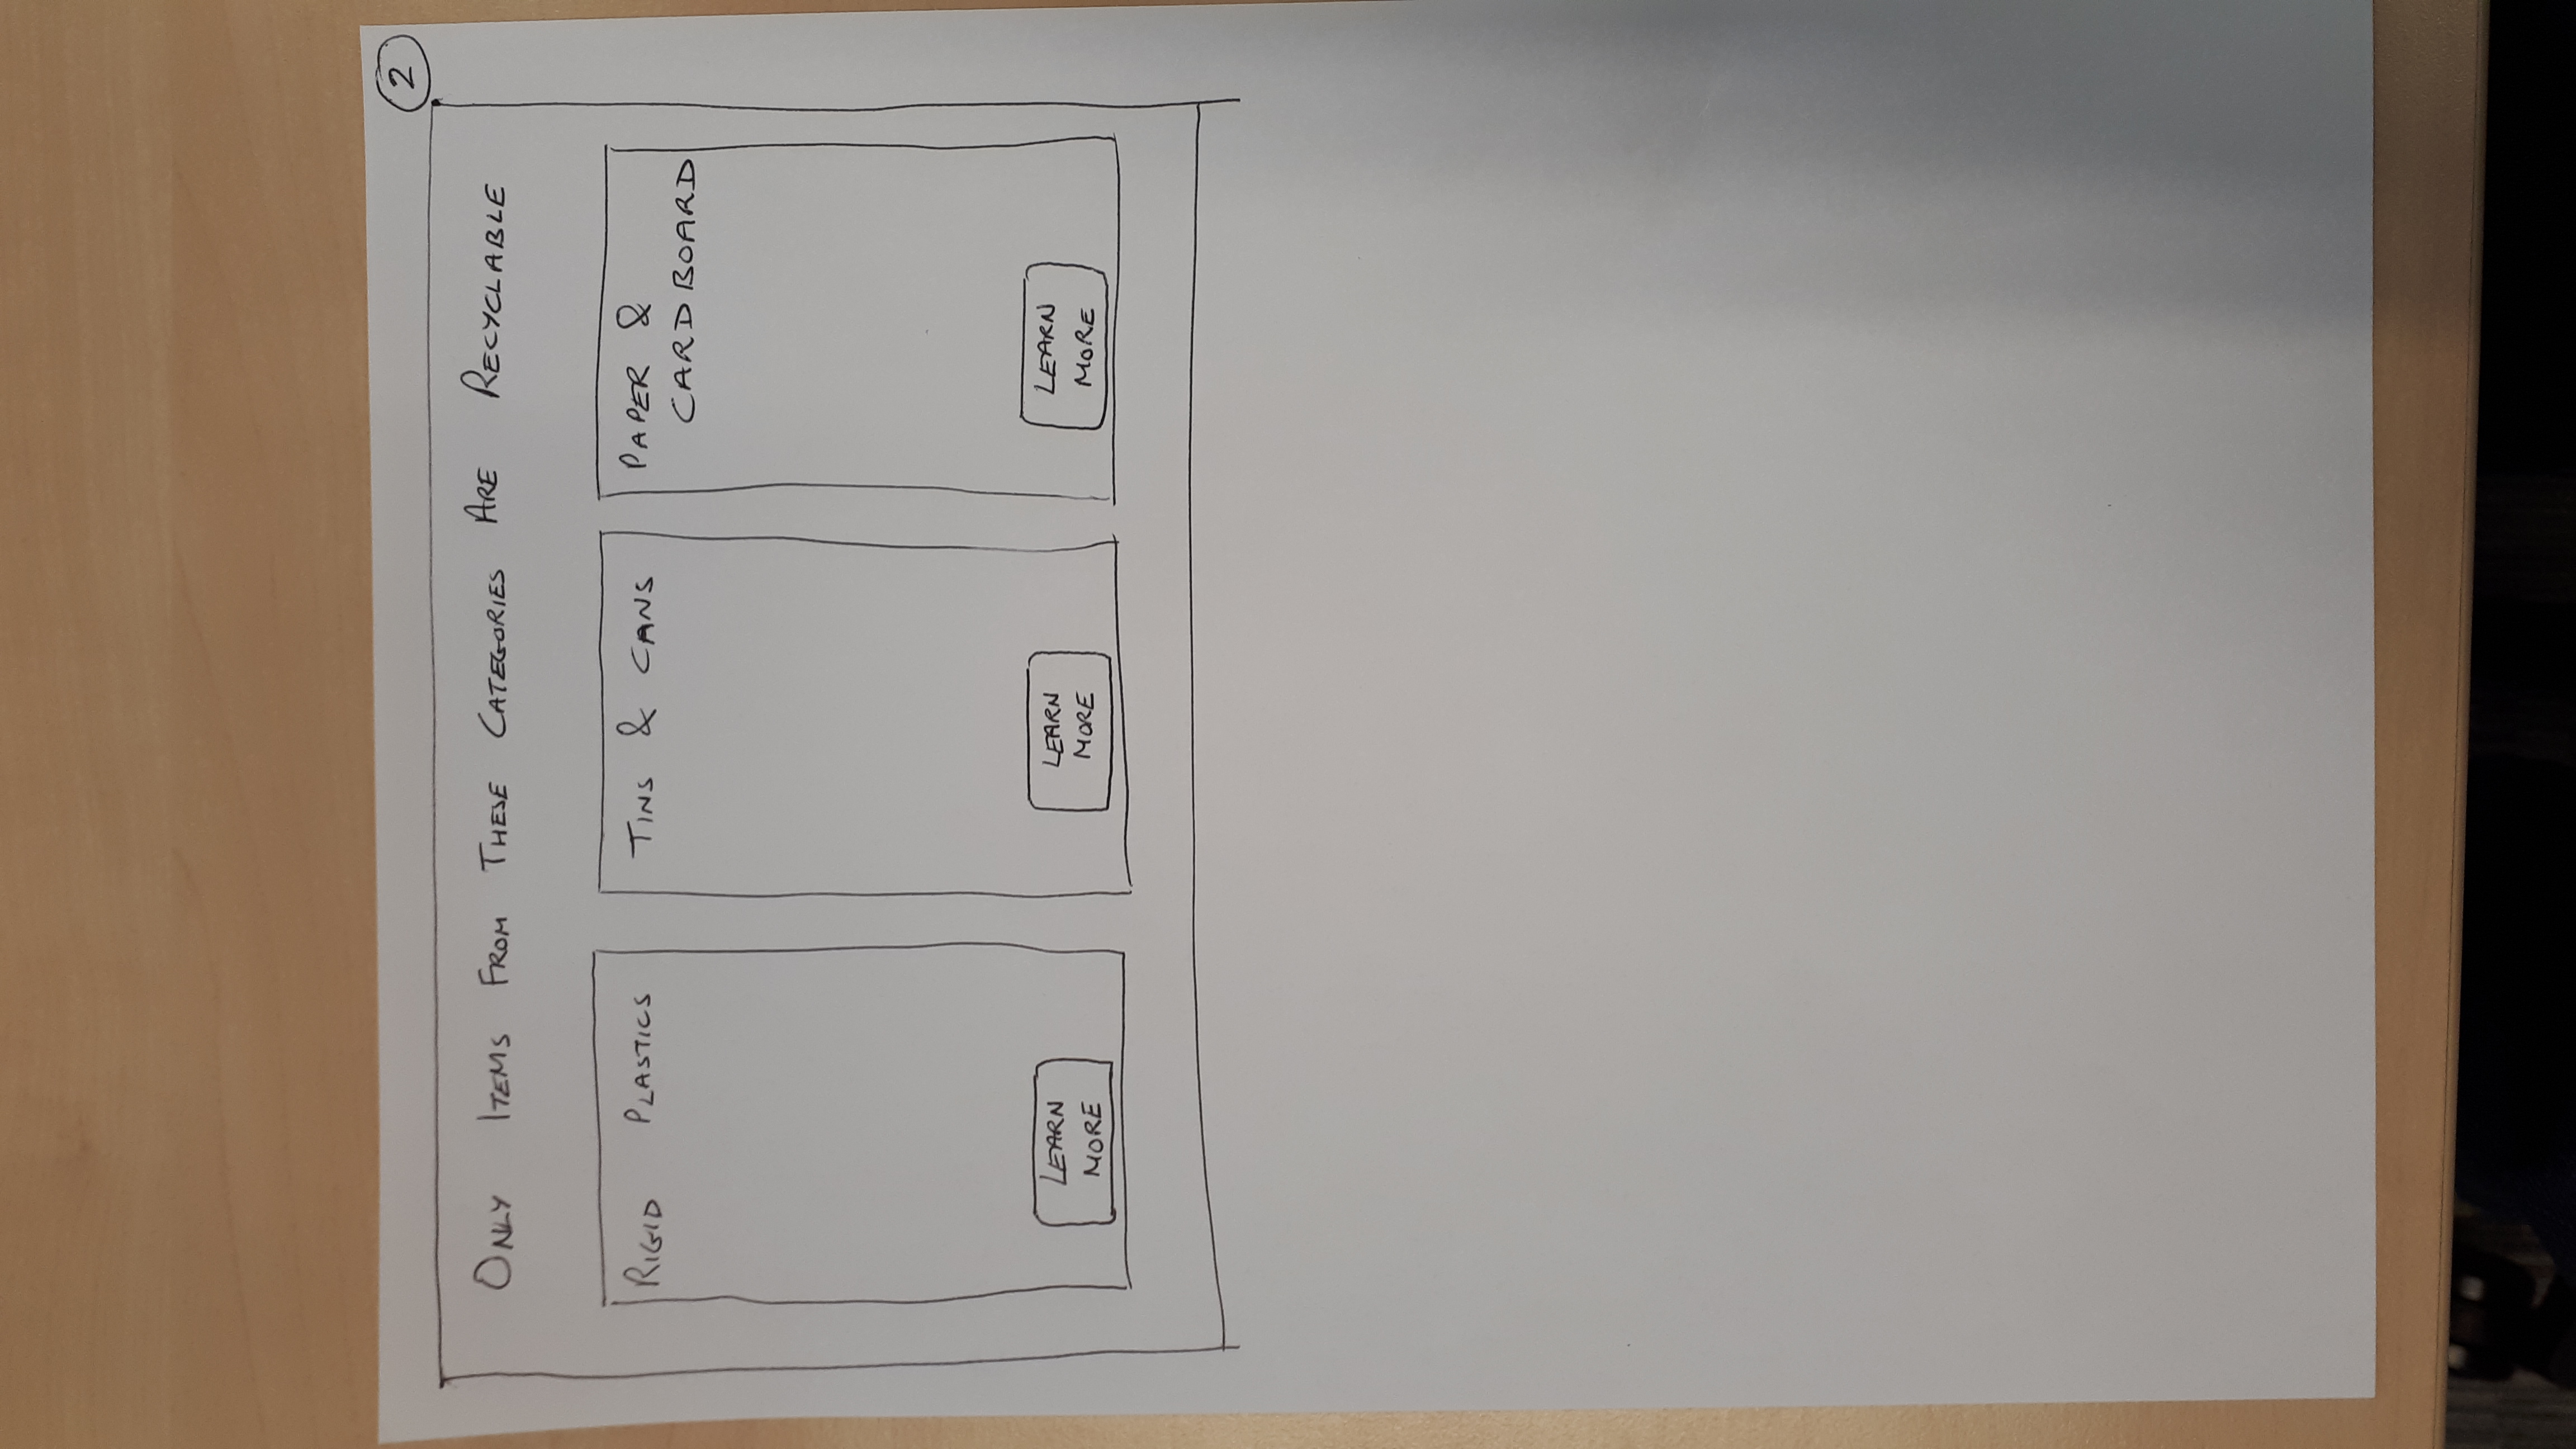 2
Only Items From These Categories Are Recyclable
Rigid Plastics
Tins & cans
Paper &
Cardboard
Learn
More
Learn
More
Learn
More